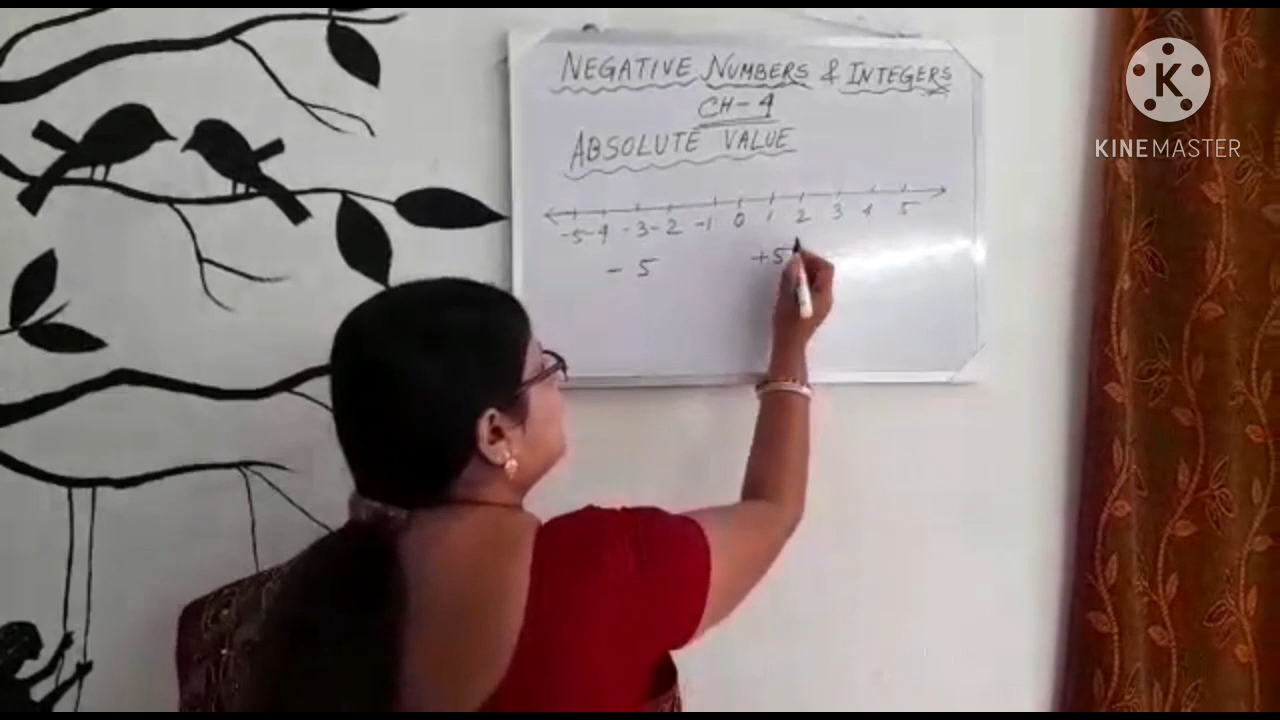 NEGATIVE NUMBERS & INTEGERS
CH-4
ABSOLUTE VALUE
-5 -4 -3 -2 -1 0 1 2 3 4 5
- 5 +5
K
KINEMASTER